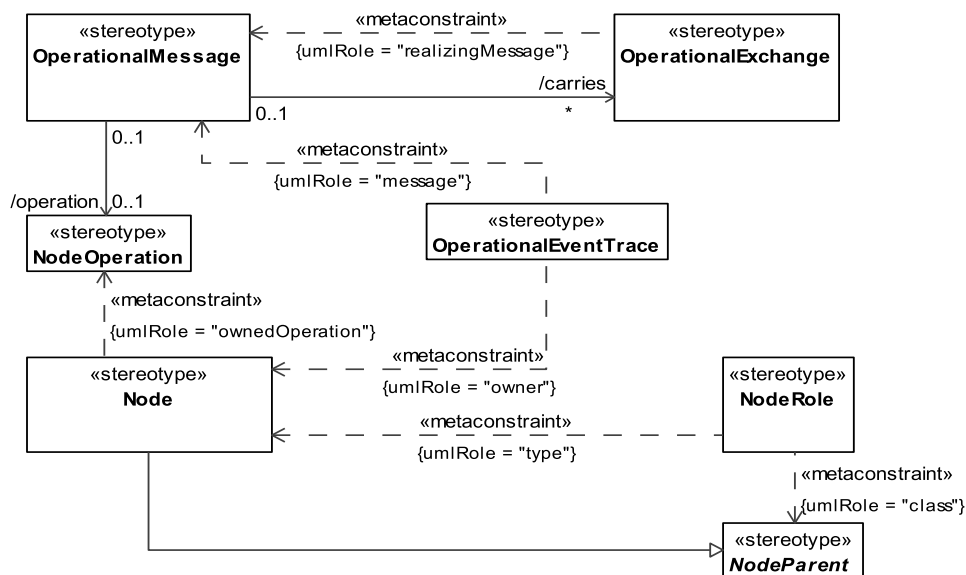 «stereotype»
OperationalMessage
«metaconstraint»
{umlRole = "realizingMessage"}
«stereotype»
OperationalExchange
/carries
0..1
*
0..1
«metaconstraint»
{umlRole = "message"}
/operation
0..1
«stereotype»
NodeOperation
«stereotype»
OperationalEventTrace
«metaconstraint»
{umlRole = "ownedOperation"}
«stereotype»
Node
«metaconstraint»
{umlRole = "owner"}
«stereotype»
NodeRole
«metaconstraint»
{umlRole = "type"}
«metaconstraint»
{umlRole = "class"}
«stereotype»
NodeParent